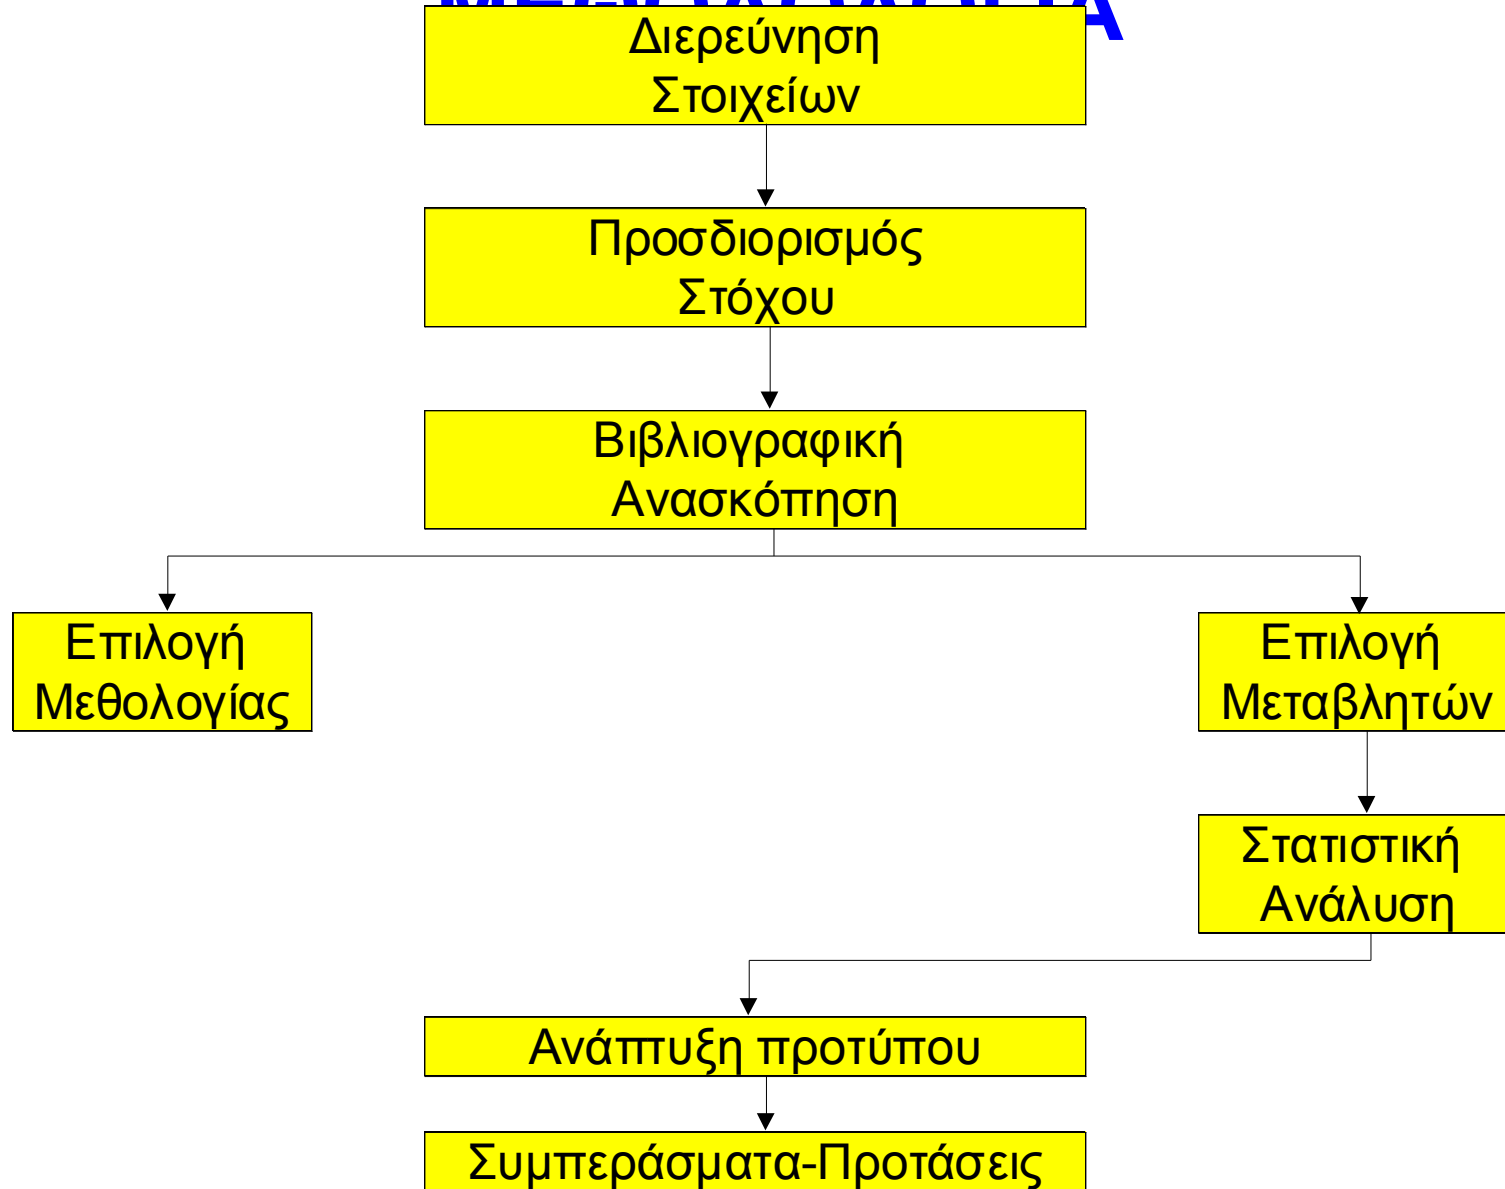 Διερεύνηση
Στοιχείων
Προσδιορισμός
Στόχου
Βιβλιογραφική
Ανασκόπηση
Επιλογή
Μεθολογίας
Επιλογή
Μεταβλητών
Στατιστική
Ανάλυση
Ανάπτυξη προτύπου
Συμπεράσματα-Προτάσεις